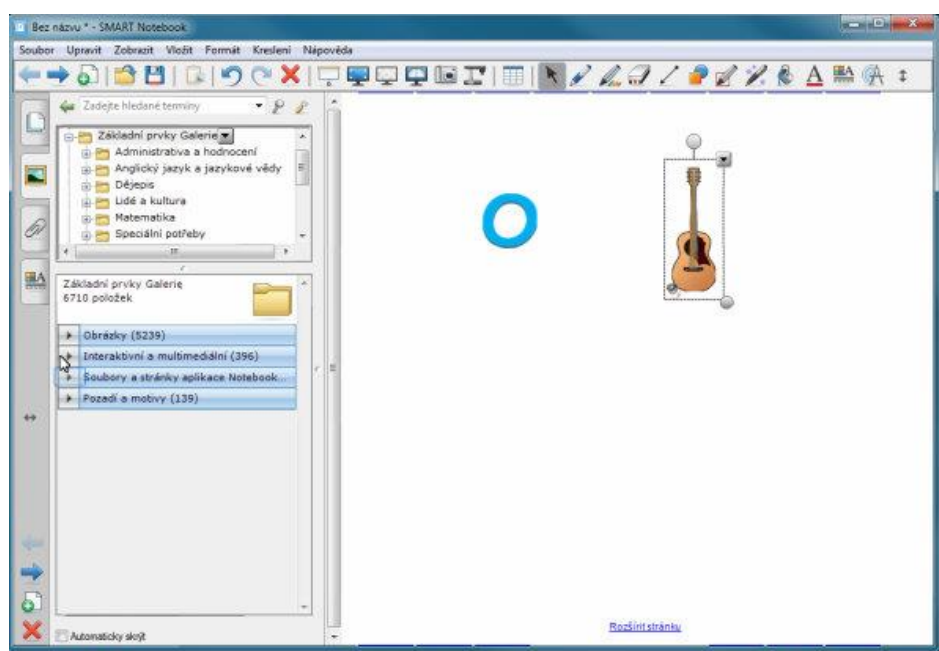 Bez názvu * - SMART Notebook
Soubor Upravit Zobrazit Vložit Formát Kreslení Nápověda
Zadejte hledané termíny
Základní prvky Galerie
Administrativa a hodnocení
Anglický jazyk a jazykové vědy
Dějepis
Lidé a kultura
Matematika
Speciální potřeby
Základní prvky Galerie
6710 položek
Obrázky (5239)
Interaktivní a multimediální (396)
Soubory a stránky aplikace Notebook...
Pozadí a motivy (139)
Automaticky skrýt
Rozšířit stránku